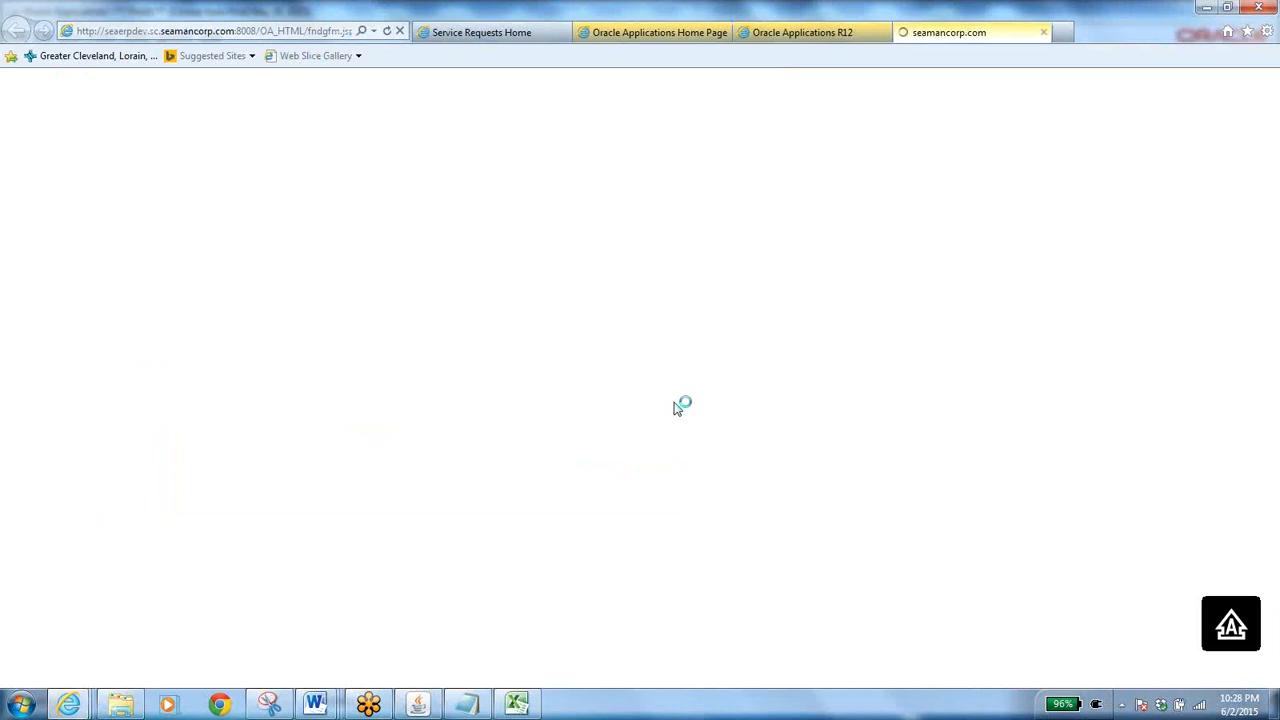 http://seaerpdev.sc.seamancorp.com:8008/OA_HTML/fndgfm.jsp
Service Requests Home
Oracle Applications Home Page
Oracle Applications R12
seamancorp.com
Greater Cleveland, Lorain, ...
Suggested Sites
Web Slice Gallery
A
96%
10:28 PM
6/2/2015